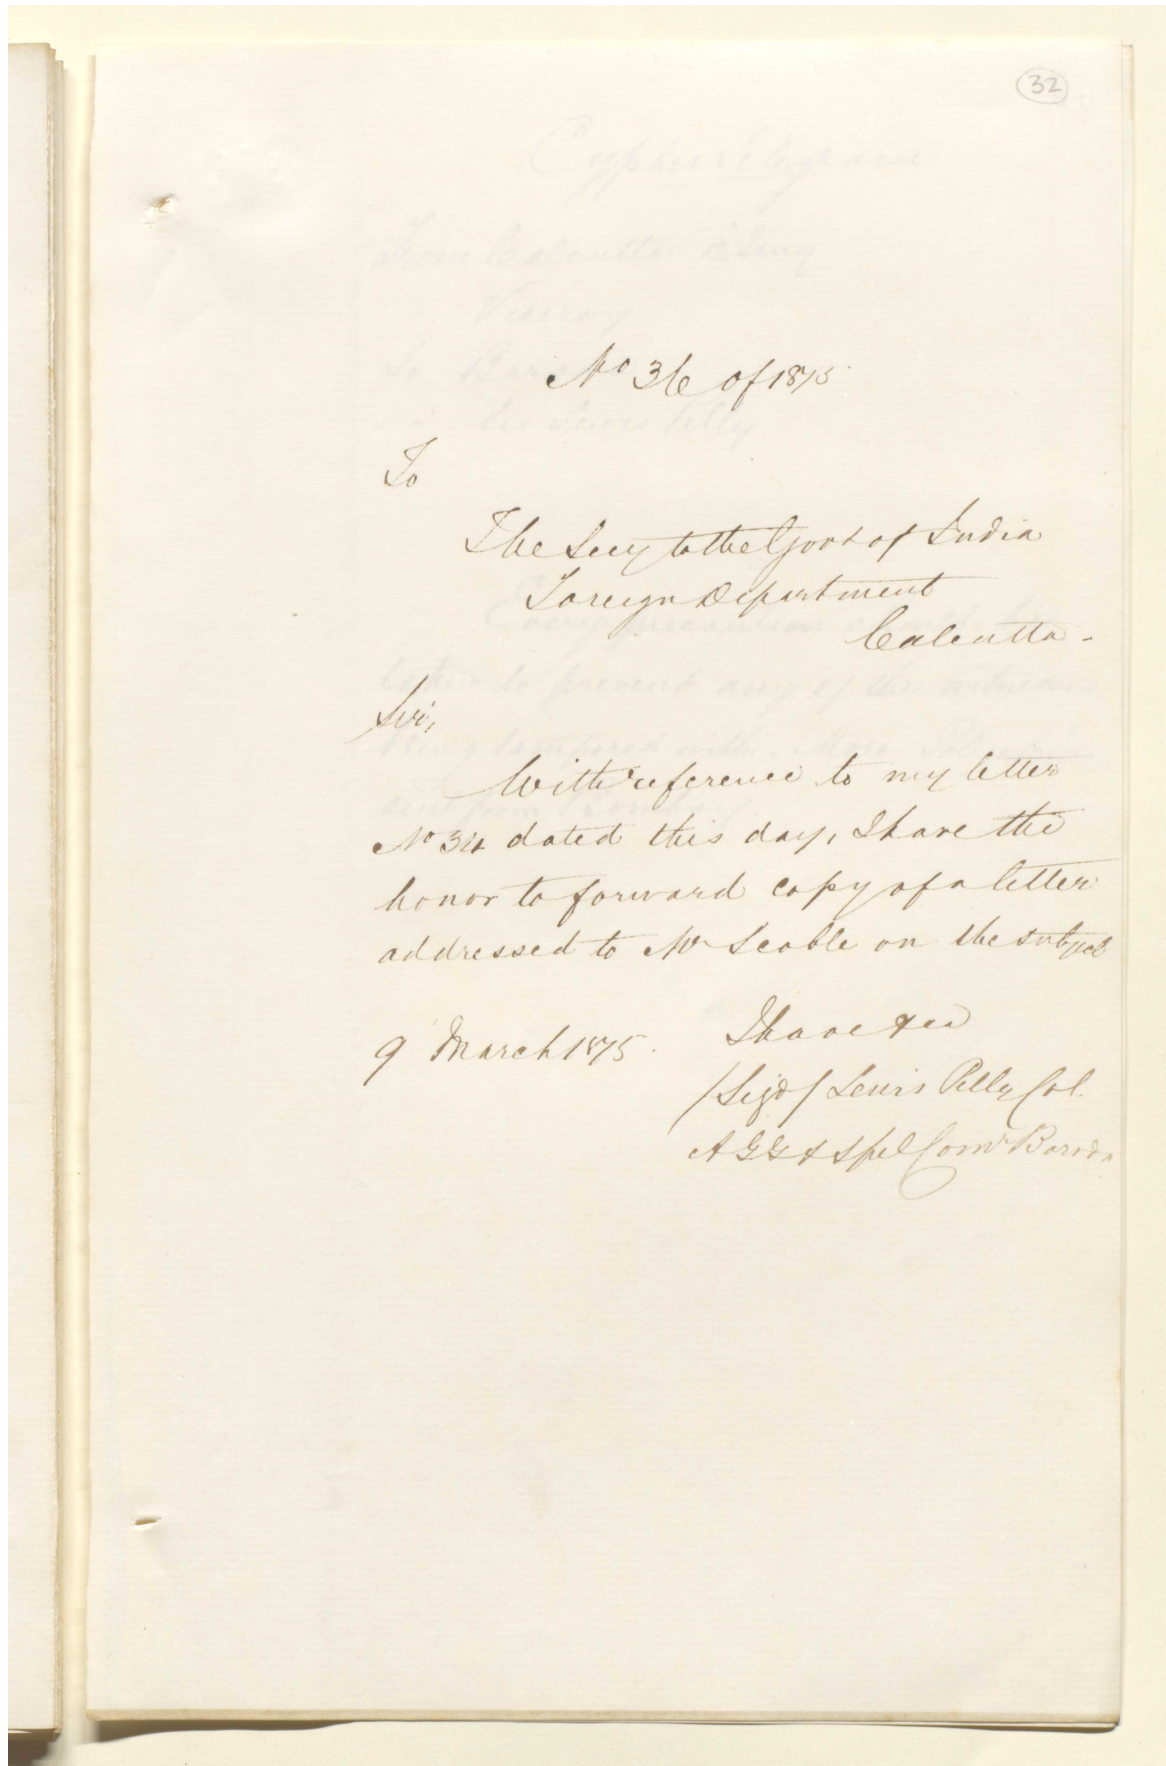 32
No 36 of 1875
To
The Secy to the Govt of India
Foreign Department
Calcutta -
Sir,
With reference to my letter
No 34 dated this day, I have the
honor to forward copy of a letter
addressed to Mr Scoble on the subject
9 March 1875. I have &ca
/Sigd/ Lewis Pelly Col.
A G G & Spel Comr Baroda